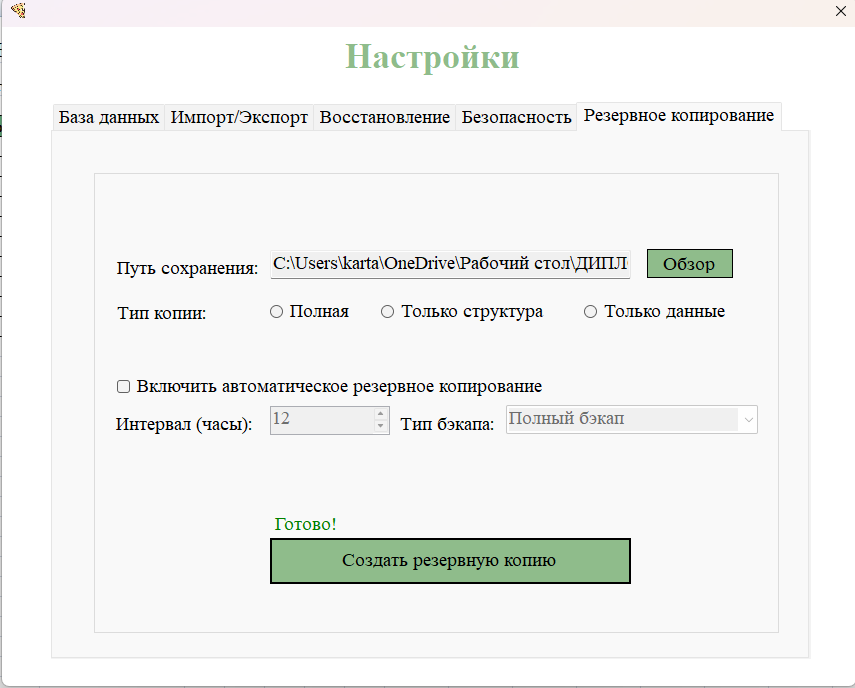 Настройки
База данных Импорт/Экспорт Восстановление Безопасность Резервное копирование
Путь сохранения: C:\Users\karta\OneDrive\Рабочий стол\ДИПЛ Обзор
Тип копии: Полная Только структура Только данные
Включить автоматическое резервное копирование
Интервал (часы): 12 Тип бэкапа: Полный бэкап
Готово!
Создать резервную копию